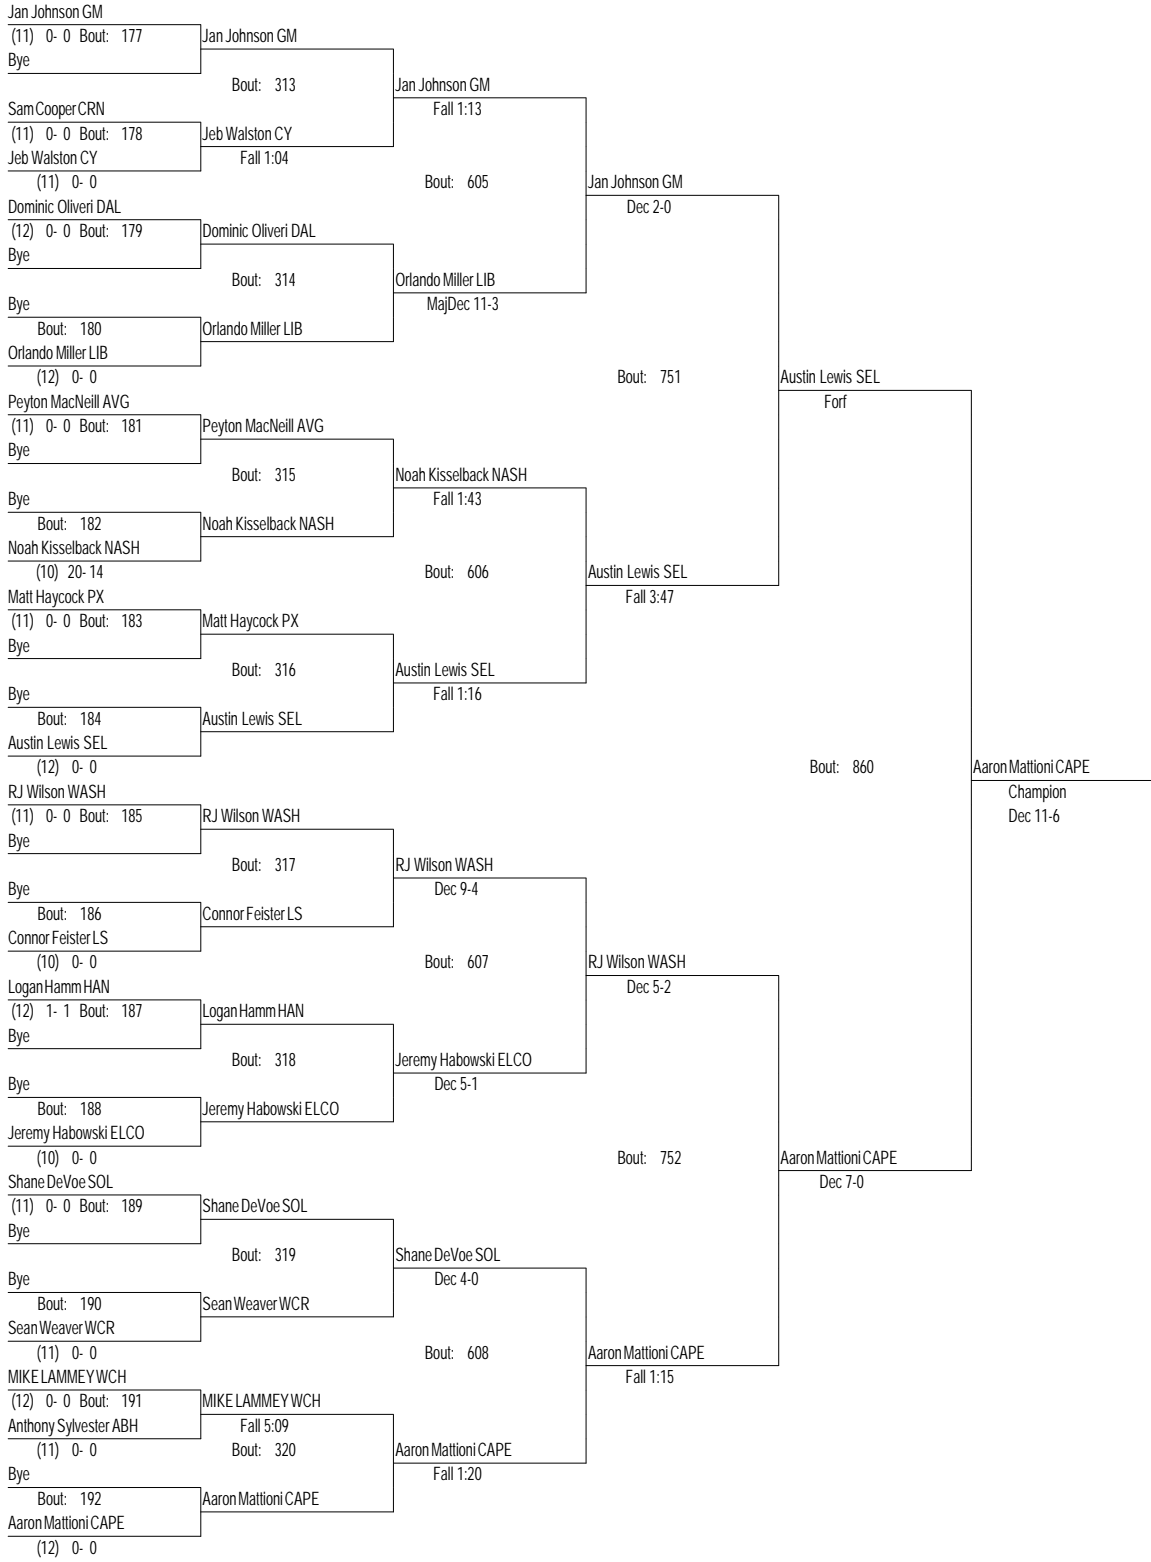 Jan Johnson GM
(11) 0- 0 Bout: 177
Jan Johnson GM
Bye
Bout: 313
Jan Johnson GM
Sam Cooper CRN
Fall 1:13
(11) 0- 0 Bout: 178
Jeb Walston CY
Jeb Walston CY
Fall 1:04
(11) 0- 0
Bout: 605
Jan Johnson GM
Dominic Oliveri DAL
Dec 2-0
(12) 0- 0 Bout: 179
Dominic Oliveri DAL
Bye
Bout: 314
Orlando Miller LIB
Bye
MajDec 11-3
Bout: 180
Orlando Miller LIB
Orlando Miller LIB
(12) 0- 0
Bout: 751
Austin Lewis SEL
Peyton MacNeill AVG
Forf
(11) 0- 0 Bout: 181
Peyton MacNeill AVG
Bye
Bout: 315
Noah Kisselback NASH
Bye
Fall 1:43
Bout: 182
Noah Kisselback NASH
Noah Kisselback NASH
(10) 20- 14
Bout: 606
Austin Lewis SEL
Matt Haycock PX
Fall 3:47
(11) 0- 0 Bout: 183
Matt Haycock PX
Bye
Bout: 316
Austin Lewis SEL
Bye
Fall 1:16
Bout: 184
Austin Lewis SEL
Austin Lewis SEL
(12) 0- 0
Bout: 860
Aaron Mattioni CAPE
RJ Wilson WASH
Champion
(11) 0- 0 Bout: 185
RJ Wilson WASH
Dec 11-6
Bye
Bout: 317
RJ Wilson WASH
Bye
Dec 9-4
Bout: 186
Connor Feister LS
Connor Feister LS
(10) 0- 0
Bout: 607
RJ Wilson WASH
Logan Hamm HAN
Dec 5-2
(12) 1- 1 Bout: 187
Logan Hamm HAN
Bye
Bout: 318
Jeremy Habowski ELCO
Bye
Dec 5-1
Bout: 188
Jeremy Habowski ELCO
Jeremy Habowski ELCO
(10) 0- 0
Bout: 752
Aaron Mattioni CAPE
Shane DeVoe SOL
Dec 7-0
(11) 0- 0 Bout: 189
Shane DeVoe SOL
Bye
Bout: 319
Shane DeVoe SOL
Bye
Dec 4-0
Bout: 190
Sean Weaver WCR
Sean Weaver WCR
(11) 0- 0
Bout: 608
Aaron Mattioni CAPE
MIKE LAMMEY WCH
Fall 1:15
(12) 0- 0 Bout: 191
MIKE LAMMEY WCH
Anthony Sylvester ABH
Fall 5:09
(11) 0- 0
Bout: 320
Aaron Mattioni CAPE
Bye
Fall 1:20
Bout: 192
Aaron Mattioni CAPE
Aaron Mattioni CAPE
(12) 0- 0